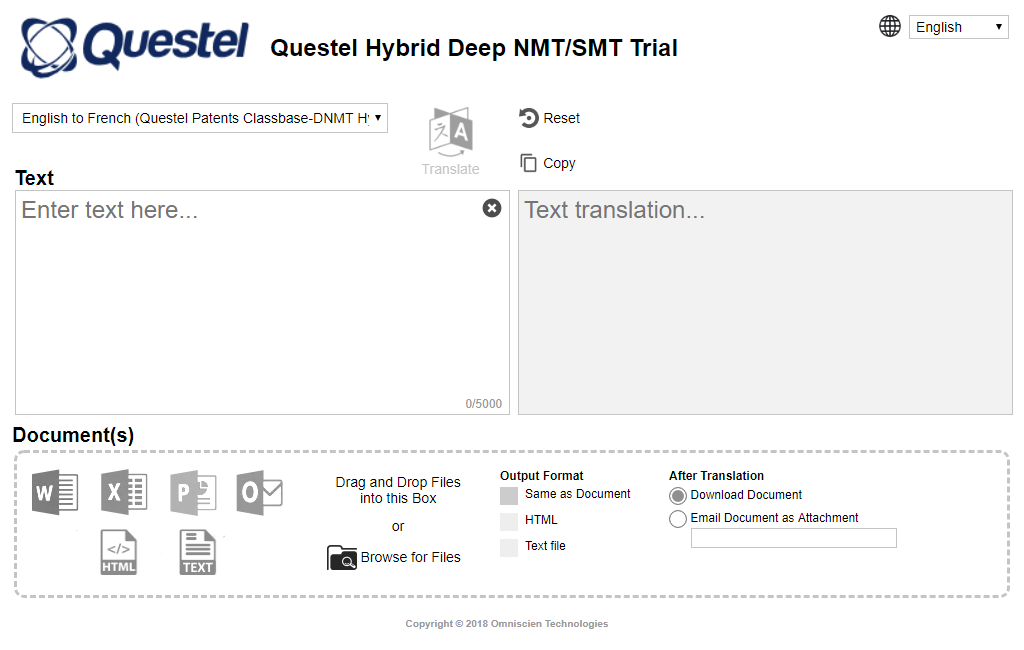 Questel
Questel Hybrid Deep NMT/SMT Trial
English
English to French (Questel Patents Classbase-DNMT Hy
Translate
Reset
Copy
Text
Enter text here...
Text translation...
0/5000
Document(s)
W
X
P
O
</>
HTML
TEXT
Drag and Drop Files
into this Box
or
Browse for Files
Output Format
Same as Document
HTML
Text file
After Translation
Download Document
Email Document as Attachment
Copyright © 2018 Omniscien Technologies